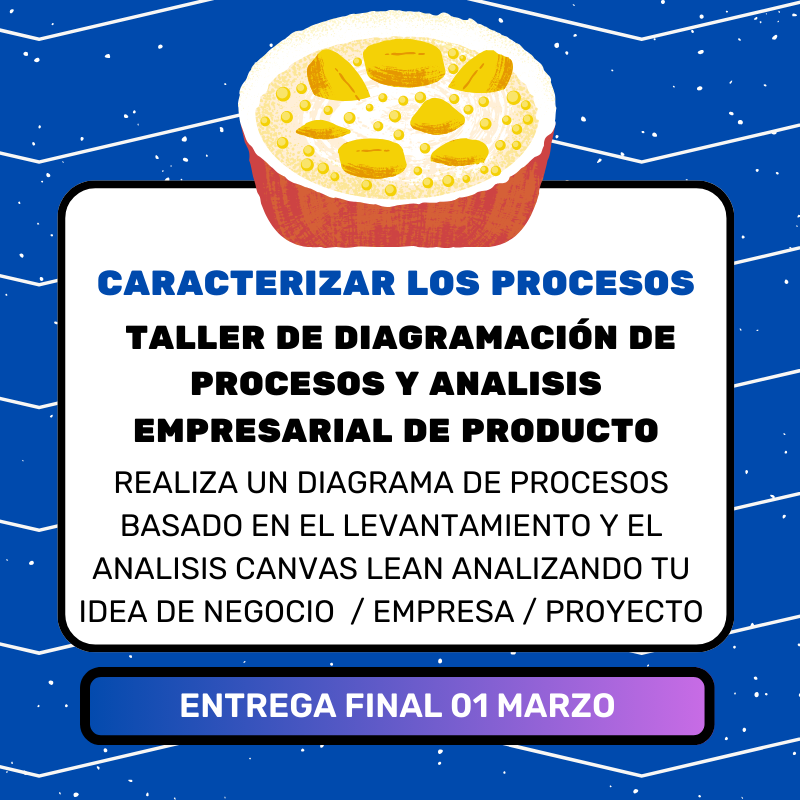 CARACTERIZAR LOS PROCESOS
TALLER DE DIAGRAMACIÓN DE
PROCESOS Y ANALISIS
EMPRESARIAL DE PRODUCTO
REALIZA UN DIAGRAMA DE PROCESOS
BASADO EN EL LEVANTAMIENTO Y EL
ANALISIS CANVAS LEAN ANALIZANDO TU
IDEA DE NEGOCIO / EMPRESA / PROYECTO
ENTREGA FINAL 01 MARZO